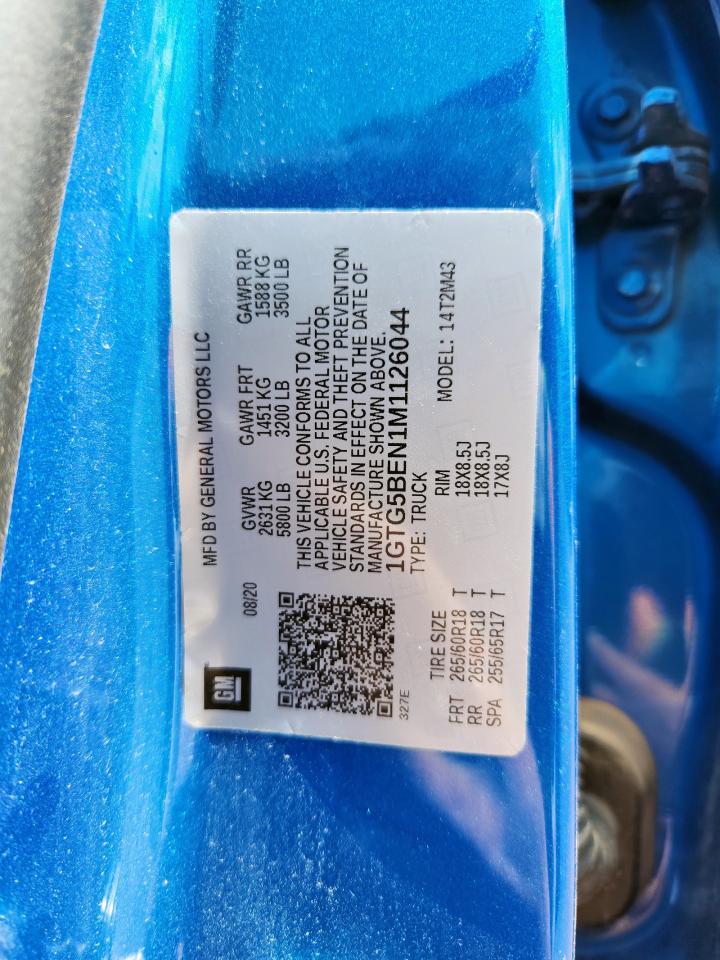 GM
MFD BY GENERAL MOTORS LLC
08/20
GVWR GAWR FRT GAWR RR
2631 KG 1451 KG 1588 KG
5800 LB 3200 LB 3500 LB
THIS VEHICLE CONFORMS TO ALL
APPLICABLE U.S. FEDERAL MOTOR
VEHICLE SAFETY AND THEFT PREVENTION
STANDARDS IN EFFECT ON THE DATE OF
MANUFACTURE SHOWN ABOVE.
1GTG5BEN1M1126044
327E
TYPE: TRUCK MODEL: 14T2M43
TIRE SIZE RIM
FRT 265/60R18 T 18X8.5J
RR 265/60R18 T 18X8.5J
SPA 255/65R17 T 17X8J